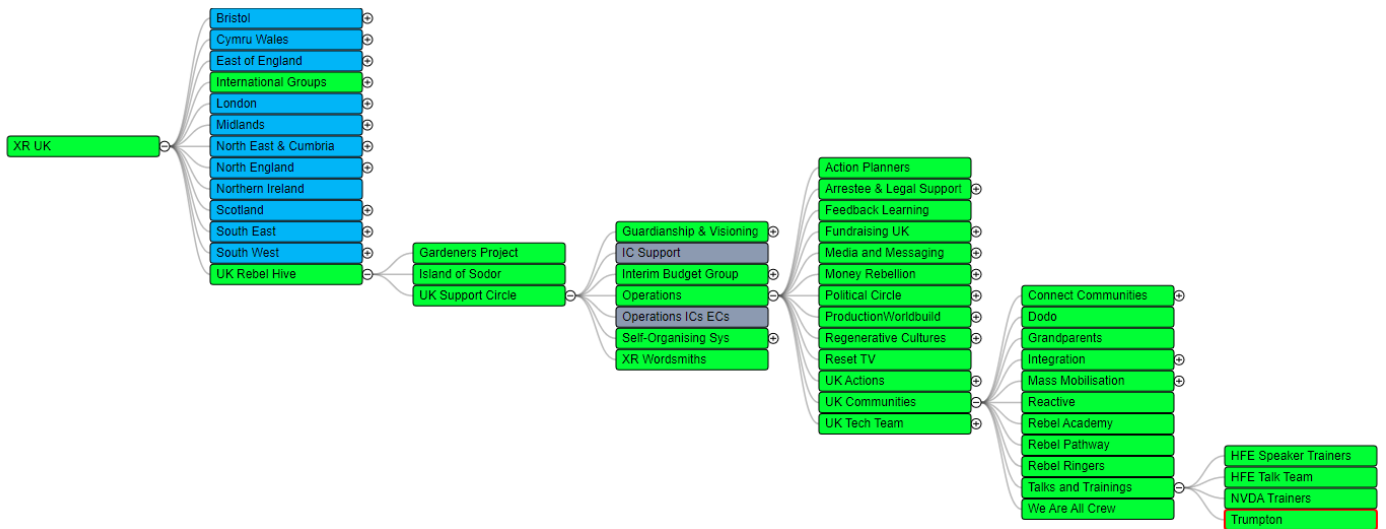 XR UK
Bristol
Cymru Wales
East of England
International Groups
London
Midlands
North East & Cumbria
North England
Northern Ireland
Scotland
South East
South West
UK Rebel Hive
Gardeners Project
Island of Sodor
UK Support Circle
Guardianship & Visioning
IC Support
Interim Budget Group
Operations
Operations ICs ECs
Self-Organising Sys
XR Wordsmiths
Action Planners
Arrestee & Legal Support
Feedback Learning
Fundraising UK
Media and Messaging
Money Rebellion
Political Circle
ProductionWorldbuild
Regenerative Cultures
Reset TV
UK Actions
UK Communities
UK Tech Team
Connect Communities
Dodo
Grandparents
Integration
Mass Mobilisation
Reactive
Rebel Academy
Rebel Pathway
Rebel Ringers
Talks and Trainings
We Are All Crew
HFE Speaker Trainers
HFE Talk Team
NVDA Trainers
Trumpton